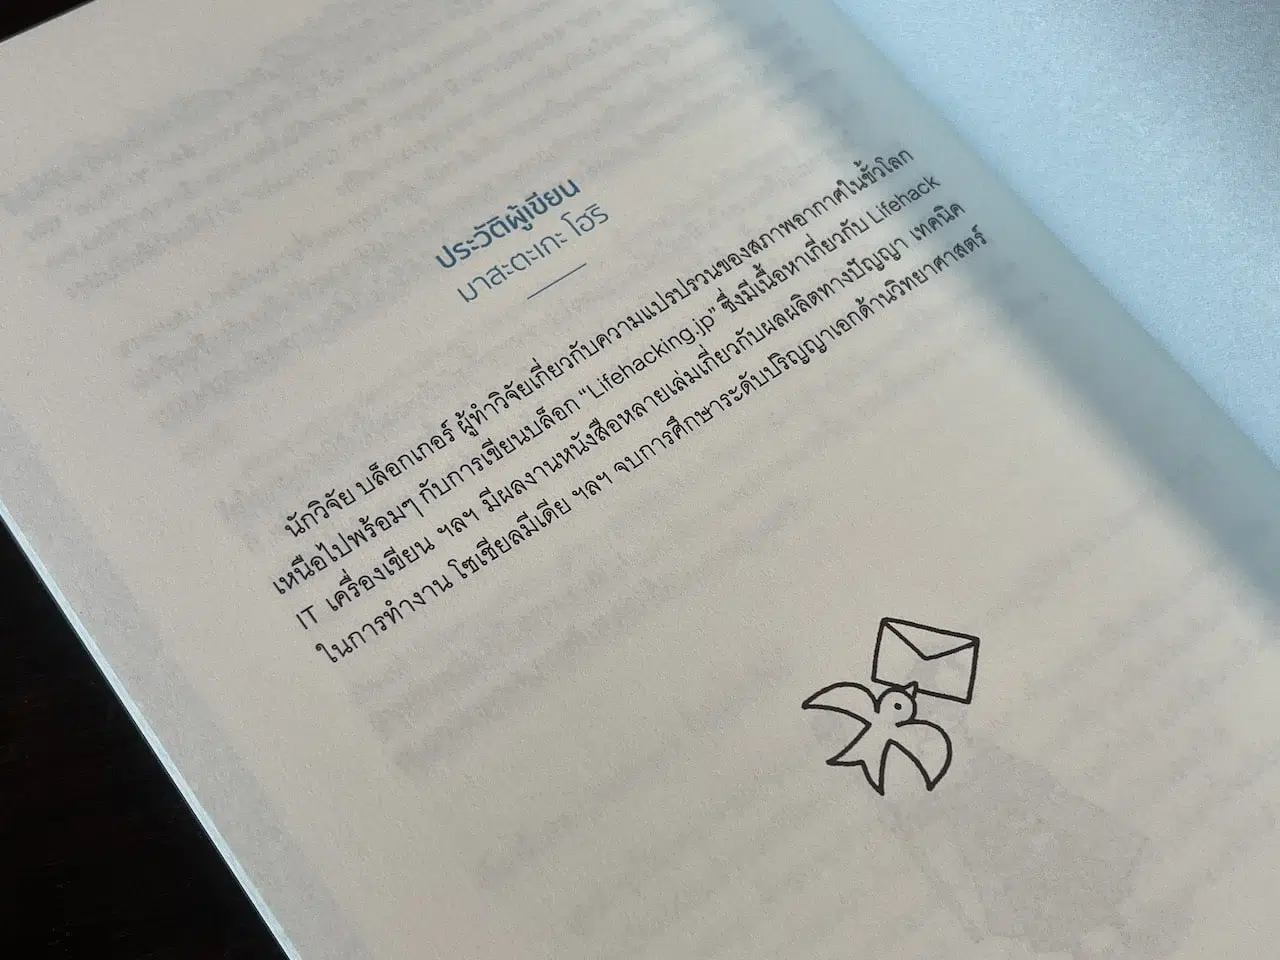 ประวัติผู้เขียน
มาสะตะเกะ โฮริ
นักวิจัย บล็อกเกอร์ ผู้ทำวิจัยเกี่ยวกับความแปรปรวนของสภาพอากาศในขั้วโลก
เหนือไปพร้อมๆ กับการเขียนบล็อก “Lifehacking.jp” ซึ่งมีเนื้อหาเกี่ยวกับ Lifehack
IT เครื่องเขียน ฯลฯ มีผลงานหนังสือหลายเล่มเกี่ยวกับผลผลิตทางปัญญา เทคนิค
ในการทำงาน โซเชียลมีเดีย ฯลฯ จบการศึกษาระดับปริญญาเอกด้านวิทยาศาสตร์